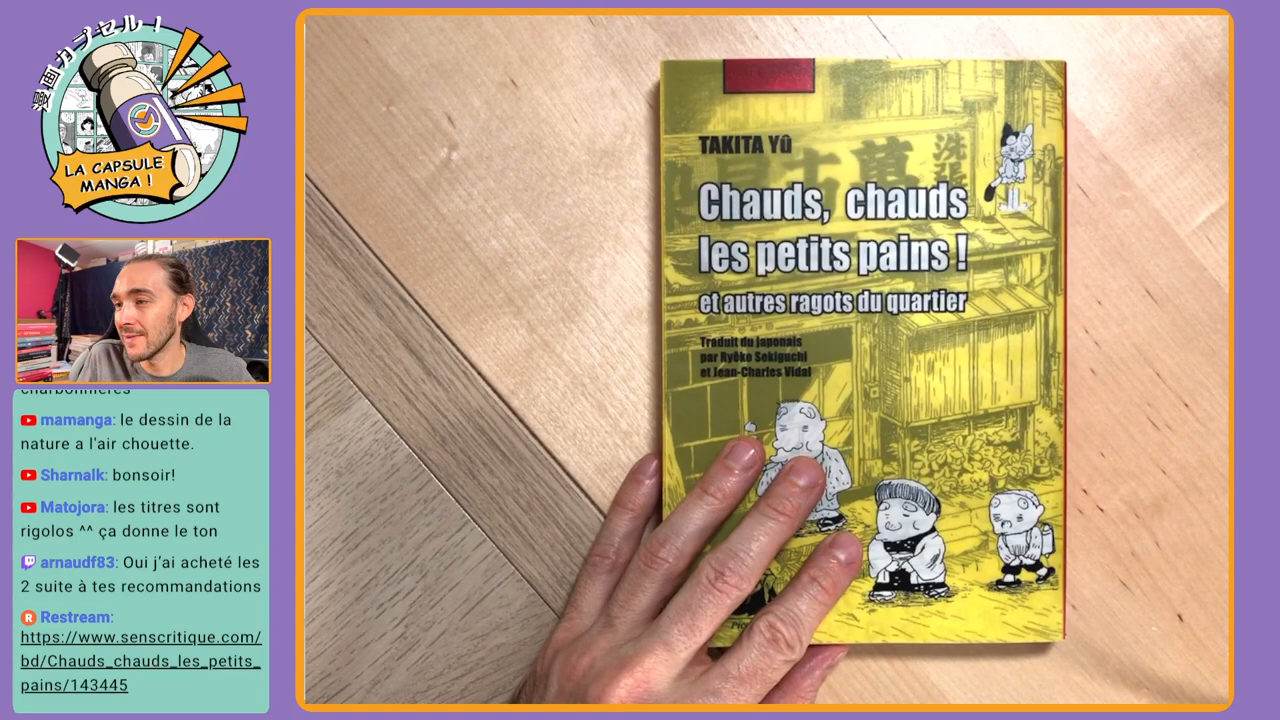 漫画カプセル！
LA CAPSULE
MANGA !
charbonnières
mamanga: le dessin de la
nature a l'air chouette.
Sharnalk: bonsoir!
Matojora: les titres sont
rigolos ^^ ça donne le ton
arnaudf83: Oui j’ai acheté les
2 suite à tes recommandations
Restream:
https://www.senscritique.com/
bd/Chauds_chauds_les_petits_
pains/143445
TAKITA YÛ
Chauds, chauds
les petits pains !
et autres ragots du quartier
Traduit du japonais
par Ryôko Sekiguchi
et Jean-Charles Vidal